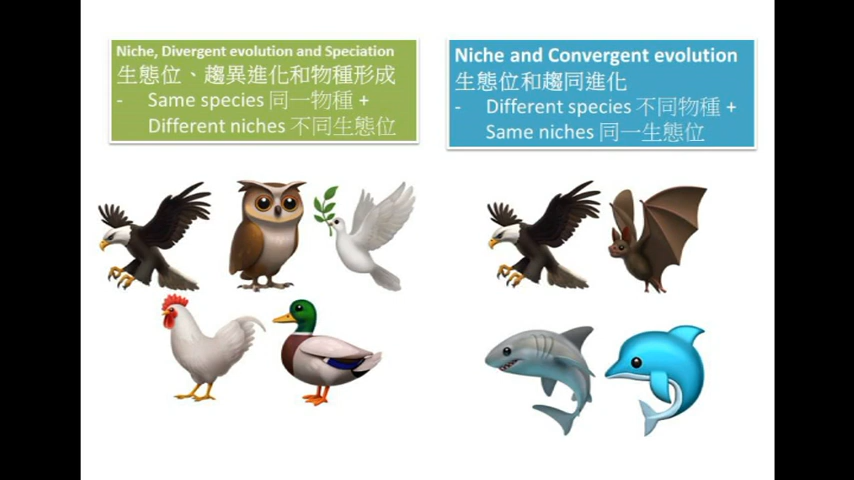 Niche, Divergent evolution and Speciation
生態位、趨異進化和物種形成
- Same species 同一物種 +
Different niches 不同生態位
Niche and Convergent evolution
生態位和趨同進化
- Different species 不同物種 +
Same niches 同一生態位